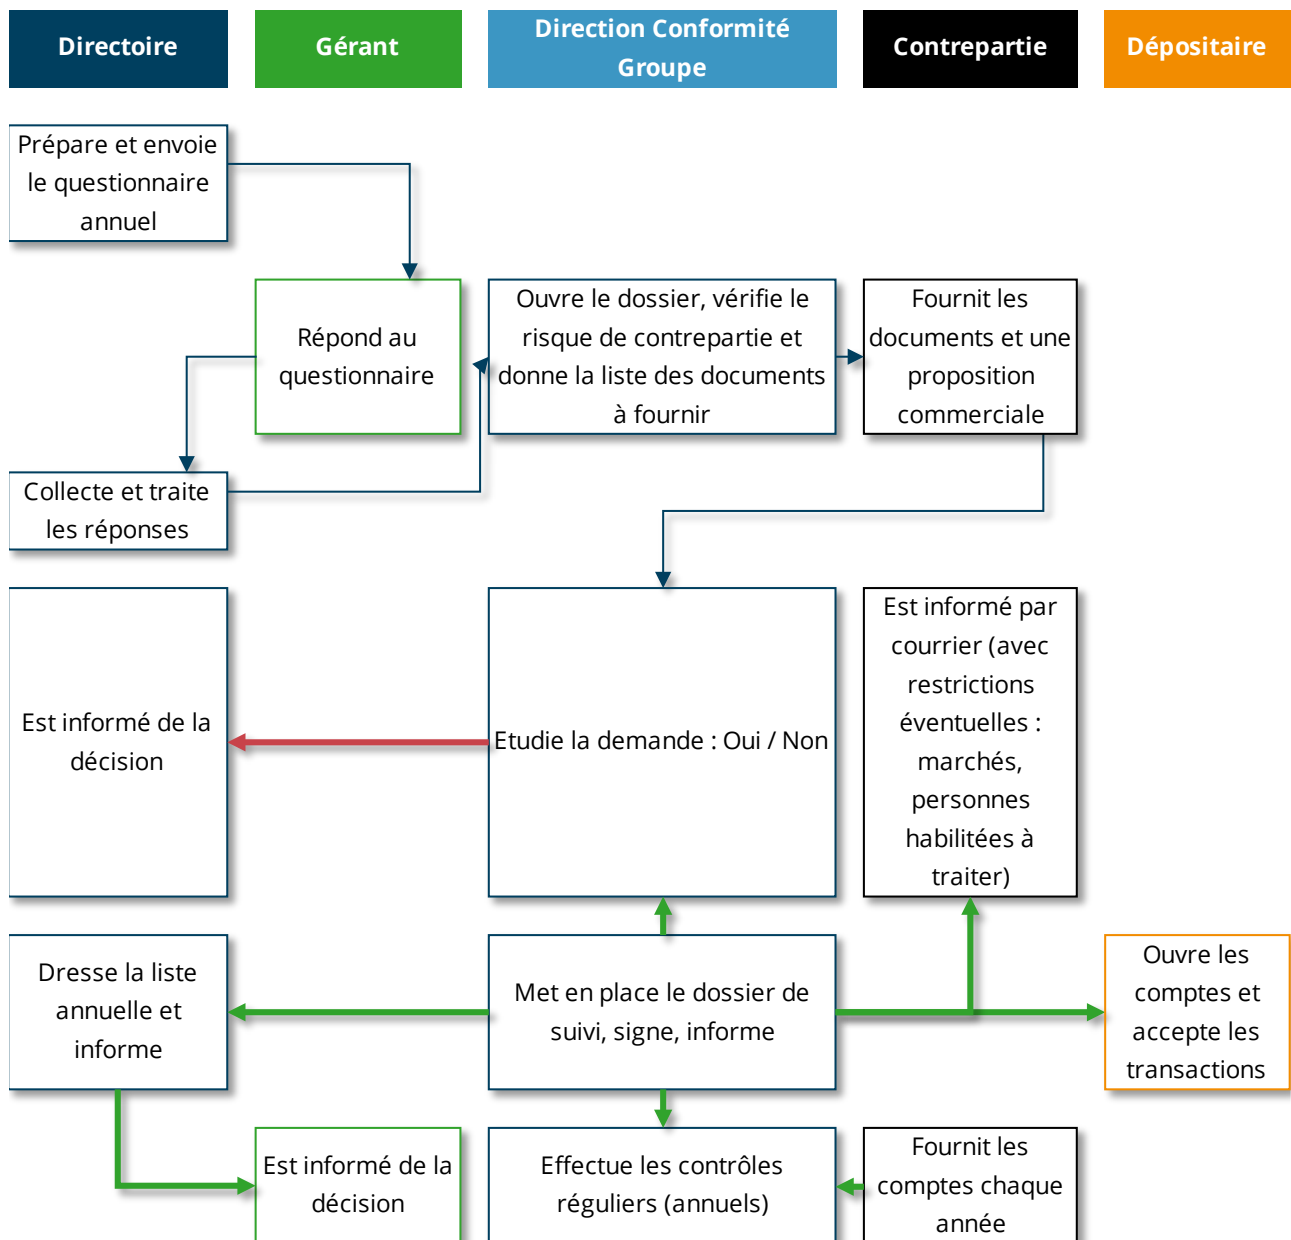 Directoire
Gérant
Direction Conformité
Groupe
Contrepartie
Dépositaire
Prépare et envoie
le questionnaire
annuel
Répond au
questionnaire
Ouvre le dossier, vérifie le
risque de contrepartie et
donne la liste des documents
à fournir
Fournit les
documents et une
proposition
commerciale
Collecte et traite
les réponses
Est informé de la
décision
Etudie la demande : Oui / Non
Est informé par
courrier (avec
restrictions
éventuelles :
marchés,
personnes
habilitées à
traiter)
Dresse la liste
annuelle et
informe
Met en place le dossier de
suivi, signe, informe
Ouvre les
comptes et
accepte les
transactions
Est informé de la
décision
Effectue les contrôles
réguliers (annuels)
Fournit les
comptes chaque
année